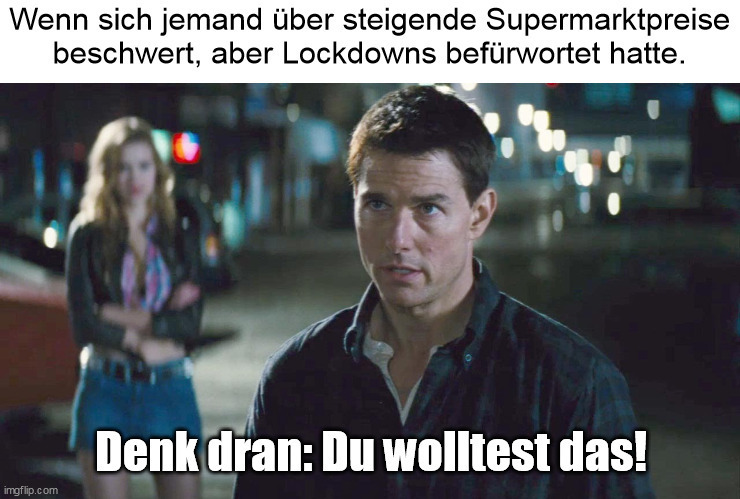 Wenn sich jemand über steigende Supermarktpreise
beschwert, aber Lockdowns befürwortet hatte.
Denk dran: Du wolltest das!
imgflip.com